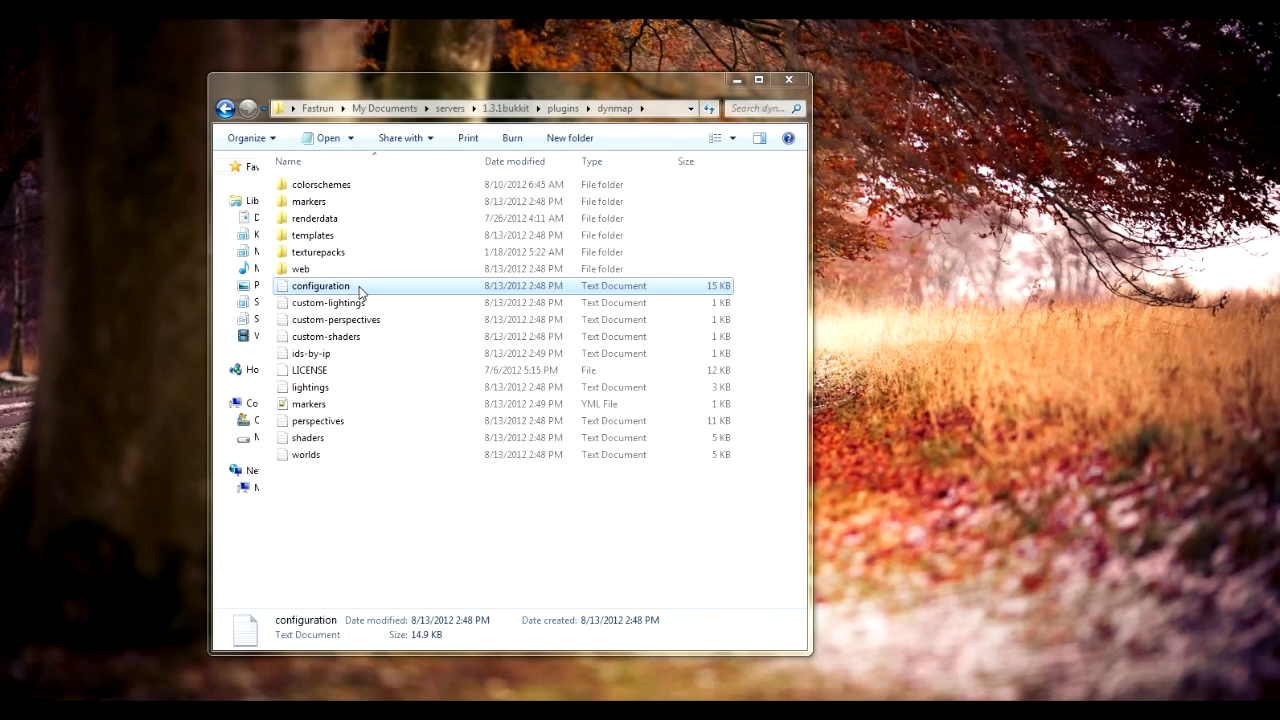 Fastrun My Documents servers 1.3.1bukkit plugins dynmap Search dyn...
Organize Open Share with Print Burn New folder
Name Date modified Type Size
Fav
Lib
D
K
M
M
P
S
S
V
Ho
Co
C
M
Ne
M
colorschemes 8/10/2012 6:45 AM File folder
markers 8/13/2012 2:48 PM File folder
renderdata 7/26/2012 4:11 AM File folder
templates 8/13/2012 2:48 PM File folder
texturepacks 1/18/2012 5:22 AM File folder
web 8/13/2012 2:48 PM File folder
configuration 8/13/2012 2:48 PM Text Document 15 KB
custom-lightings 8/13/2012 2:48 PM Text Document 1 KB
custom-perspectives 8/13/2012 2:48 PM Text Document 1 KB
custom-shaders 8/13/2012 2:48 PM Text Document 1 KB
ids-by-ip 8/13/2012 2:49 PM Text Document 1 KB
LICENSE 7/6/2012 5:15 PM File 12 KB
lightings 8/13/2012 2:48 PM Text Document 3 KB
markers 8/13/2012 2:49 PM YML File 1 KB
perspectives 8/13/2012 2:48 PM Text Document 11 KB
shaders 8/13/2012 2:48 PM Text Document 5 KB
worlds 8/13/2012 2:48 PM Text Document 5 KB
configuration Date modified: 8/13/2012 2:48 PM Date created: 8/13/2012 2:48 PM
Text Document Size: 14.9 KB